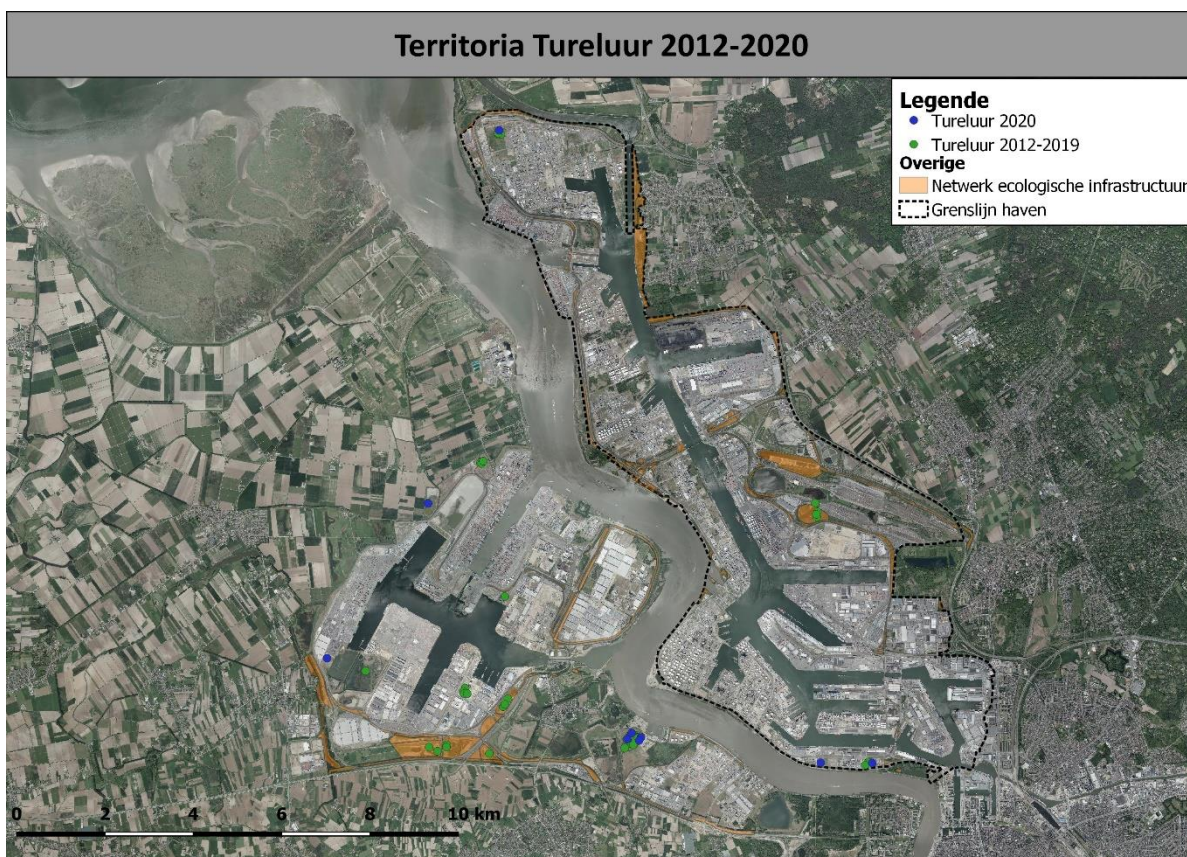 Territoria Tureluur 2012-2020
Legende
Tureluur 2020
Tureluur 2012-2019
Overige
Netwerk ecologische infrastructuur
Grenslijn haven
0 2 4 6 8 10 km